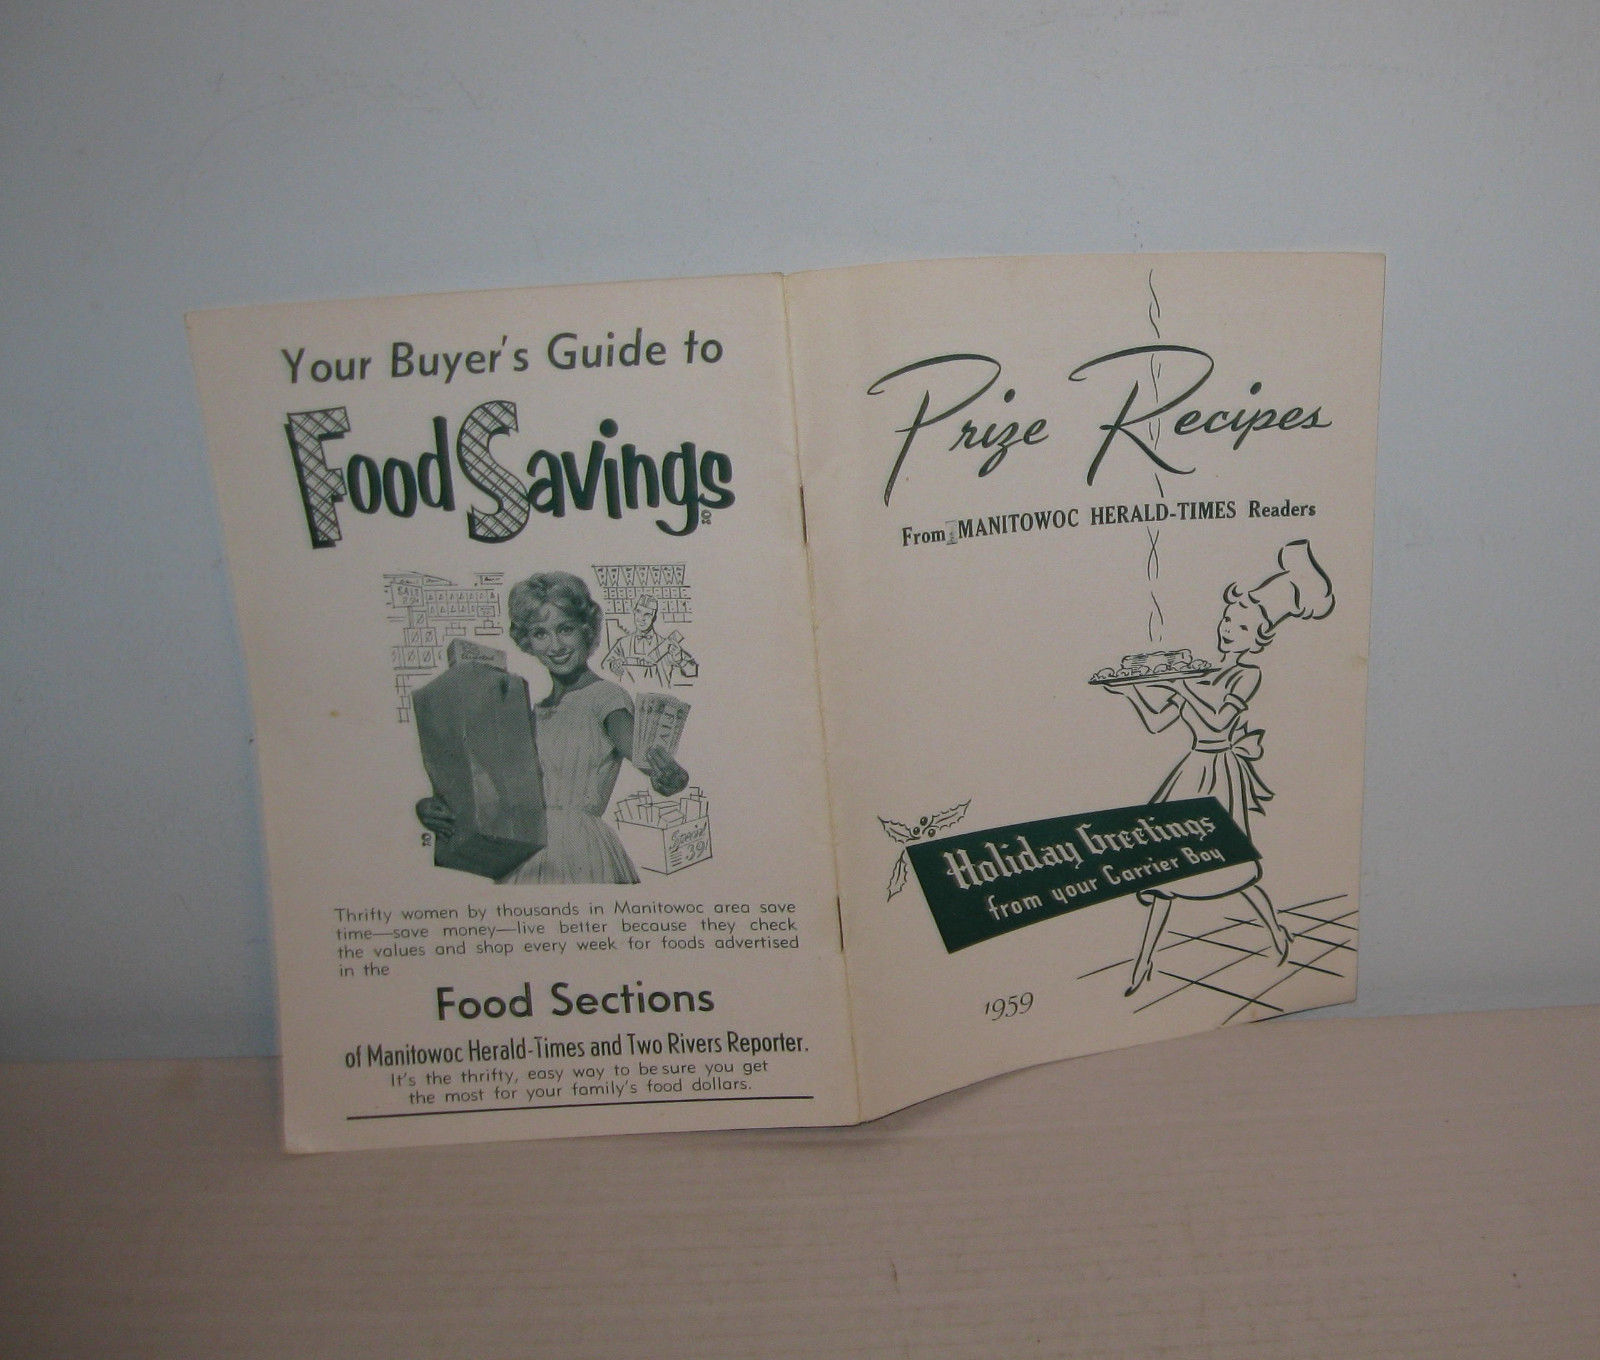 Your Buyer's Guide to
Food Savings
SALE
FIVE
Special
39¢
Thrifty women by thousands in Manitowoc area save
time—save money—live better because they check
the values and shop every week for foods advertised
in the
Food Sections
of Manitowoc Herald-Times and Two Rivers Reporter.
It's the thrifty, easy way to be sure you get
the most for your family's food dollars.
Prize Recipes
From MANITOWOC HERALD-TIMES Readers
Holiday Greetings
from your Carrier Boy
1959